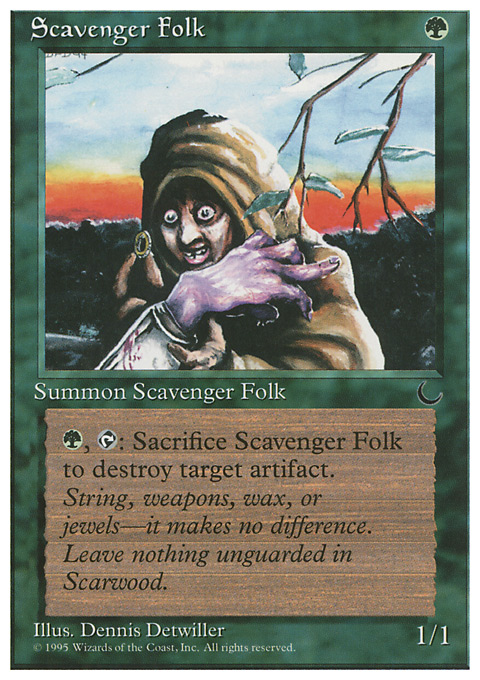 Scavenger Folk
Summon Scavenger Folk
, : Sacrifice Scavenger Folk
to destroy target artifact.
String, weapons, wax, or
jewels—it makes no difference.
Leave nothing unguarded in
Scarwood.
Illus. Dennis Detwiller
1/1
© 1995 Wizards of the Coast, Inc. All rights reserved.